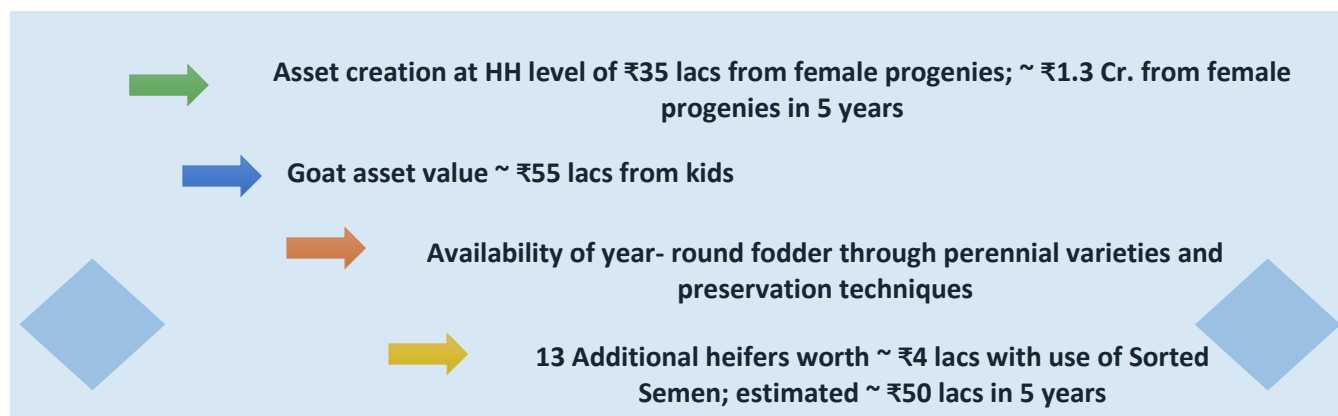 Asset creation at HH level of ₹35 lacs from female progenies; ~ ₹1.3 Cr. from female
progenies in 5 years
Goat asset value ~ ₹55 lacs from kids
Availability of year- round fodder through perennial varieties and
preservation techniques
13 Additional heifers worth ~ ₹4 lacs with use of Sorted
Semen; estimated ~ ₹50 lacs in 5 years